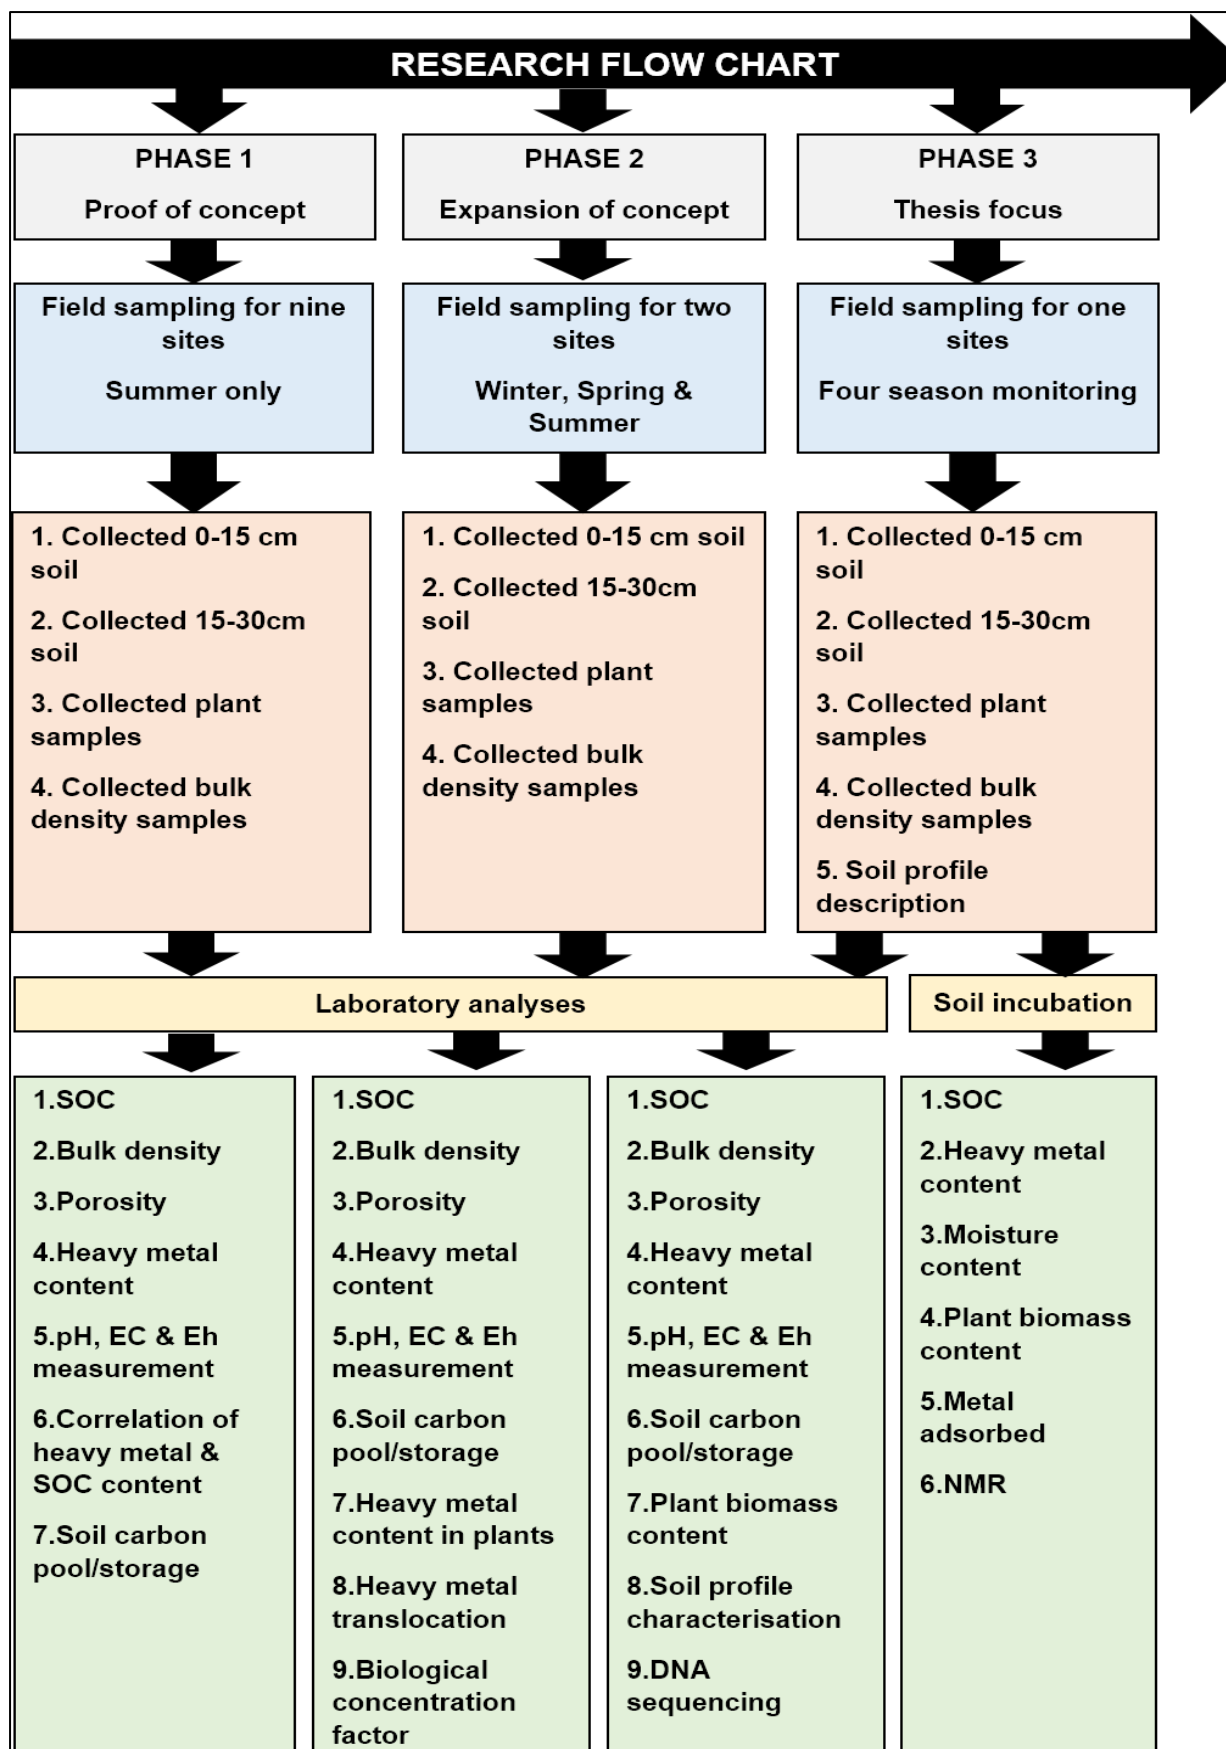 RESEARCH FLOW CHART
PHASE 1
Proof of concept
PHASE 2
Expansion of concept
PHASE 3
Thesis focus
Field sampling for nine
sites
Summer only
Field sampling for two
sites
Winter, Spring &
Summer
Field sampling for one
sites
Four season monitoring
1. Collected 0-15 cm
soil
2. Collected 15-30cm
soil
3. Collected plant
samples
4. Collected bulk
density samples
1. Collected 0-15 cm soil
2. Collected 15-30cm
soil
3. Collected plant
samples
4. Collected bulk
density samples
1. Collected 0-15 cm
soil
2. Collected 15-30cm
soil
3. Collected plant
samples
4. Collected bulk
density samples
5. Soil profile
description
Laboratory analyses
Soil incubation
1.SOC
2.Bulk density
3.Porosity
4.Heavy metal
content
5.pH, EC & Eh
measurement
6.Correlation of
heavy metal &
SOC content
7.Soil carbon
pool/storage
1.SOC
2.Bulk density
3.Porosity
4.Heavy metal
content
5.pH, EC & Eh
measurement
6.Soil carbon
pool/storage
7.Heavy metal
content in plants
8.Heavy metal
translocation
9.Biological
concentration
factor
1.SOC
2.Bulk density
3.Porosity
4.Heavy metal
content
5.pH, EC & Eh
measurement
6.Soil carbon
pool/storage
7.Plant biomass
content
8.Soil profile
characterisation
9.DNA
sequencing
1.SOC
2.Heavy metal
content
3.Moisture
content
4.Plant biomass
content
5.Metal
adsorbed
6.NMR